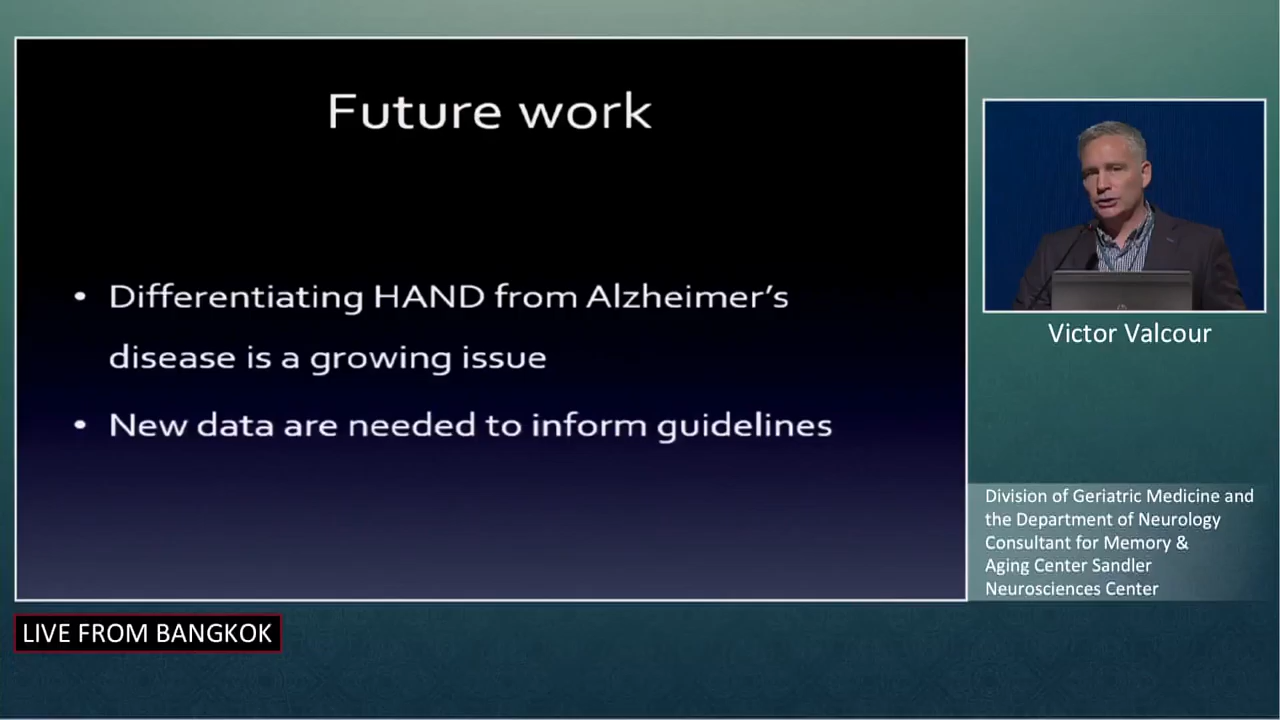 Future work
• Differentiating HAND from Alzheimer's
disease is a growing issue
• New data are needed to inform guidelines
Victor Valcour
Division of Geriatric Medicine and
the Department of Neurology
Consultant for Memory &
Aging Center Sandler
Neurosciences Center
LIVE FROM BANGKOK